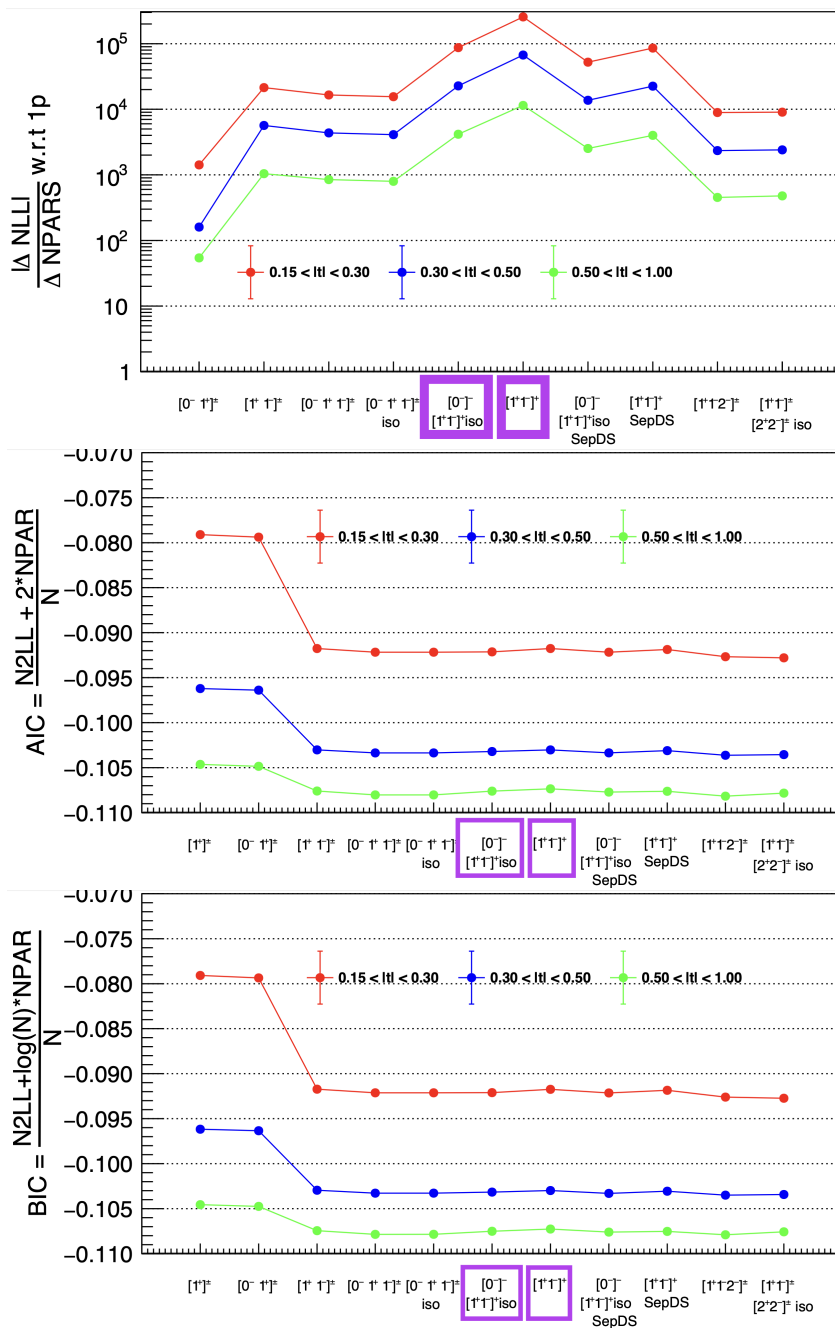 10⁵
10⁴
|Δ NLL| / Δ NPARS w.r.t 1p
10³
10²
0.15 < |t| < 0.30 0.30 < |t| < 0.50 0.50 < |t| < 1.00
10
1
[0⁻ 1⁺]± [1⁺ 1⁻]± [0⁻ 1⁺ 1⁻]± [0⁻ 1⁺ 1⁻]± [0⁻]⁻ [1⁺1⁻]⁺ [0⁻]⁻ [1⁺1⁻]⁺ [1⁺1⁻2⁻]± [1⁺1⁻]±
iso [1⁺1⁻]⁺iso [1⁺1⁻]⁺iso SepDS [2⁺2⁻]± iso
SepDS
−0.070
−0.075
0.15 < |t| < 0.30 0.30 < |t| < 0.50 0.50 < |t| < 1.00
−0.080
−0.085
AIC = N2LL + 2*NPAR / N
−0.090
−0.095
−0.100
−0.105
−0.110
[1⁺]± [0⁻ 1⁺]± [1⁺ 1⁻]± [0⁻ 1⁺ 1⁻]± [0⁻ 1⁺ 1⁻]± [0⁻]⁻ [1⁺1⁻]⁺ [0⁻]⁻ [1⁺1⁻]⁺ [1⁺1⁻2⁻]± [1⁺1⁻]±
iso [1⁺1⁻]⁺iso [1⁺1⁻]⁺iso SepDS [2⁺2⁻]± iso
SepDS
−0.070
−0.075
0.15 < |t| < 0.30 0.30 < |t| < 0.50 0.50 < |t| < 1.00
−0.080
−0.085
BIC = N2LL+log(N)*NPAR / N
−0.090
−0.095
−0.100
−0.105
−0.110
[1⁺]± [0⁻ 1⁺]± [1⁺ 1⁻]± [0⁻ 1⁺ 1⁻]± [0⁻ 1⁺ 1⁻]± [0⁻]⁻ [1⁺1⁻]⁺ [0⁻]⁻ [1⁺1⁻]⁺ [1⁺1⁻2⁻]± [1⁺1⁻]±
iso [1⁺1⁻]⁺iso [1⁺1⁻]⁺iso SepDS [2⁺2⁻]± iso
SepDS